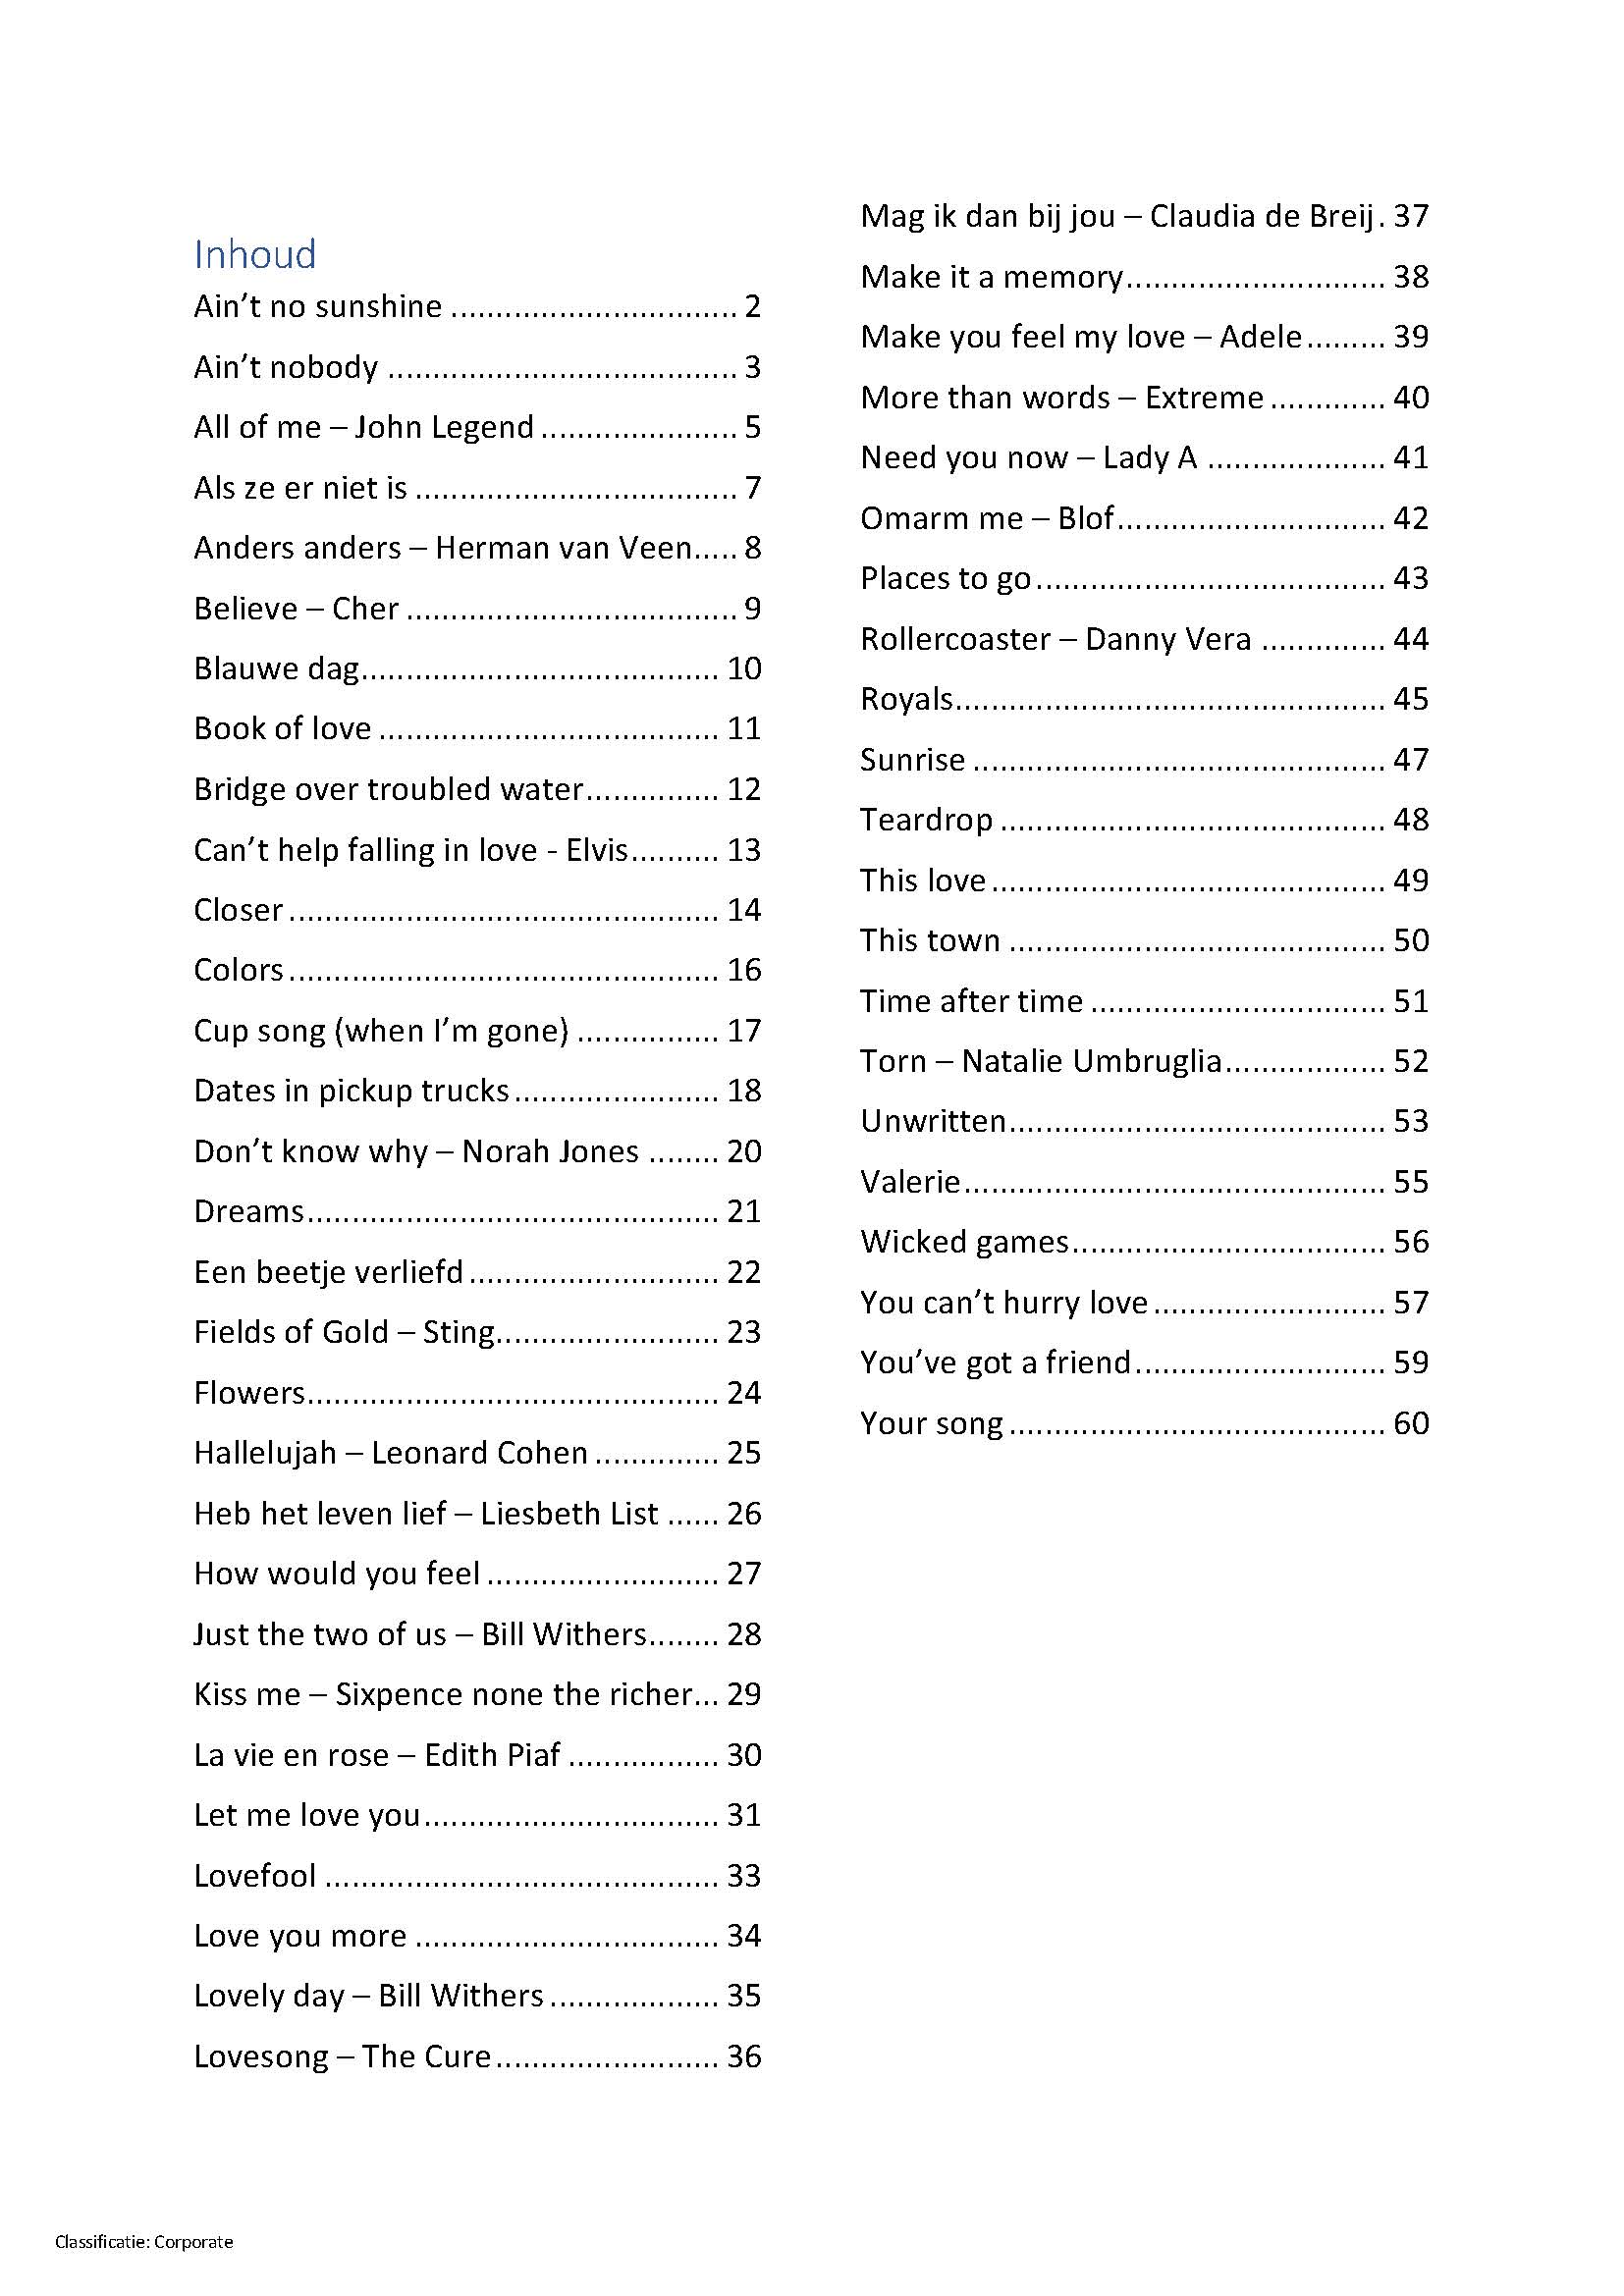 Inhoud
Ain’t no sunshine ................................ 2
Ain’t nobody ....................................... 3
All of me – John Legend ...................... 5
Als ze er niet is .................................... 7
Anders anders – Herman van Veen..... 8
Believe – Cher ..................................... 9
Blauwe dag........................................ 10
Book of love ...................................... 11
Bridge over troubled water............... 12
Can’t help falling in love - Elvis.......... 13
Closer ................................................ 14
Colors ................................................ 16
Cup song (when I’m gone) ................ 17
Dates in pickup trucks ....................... 18
Don’t know why – Norah Jones ........ 20
Dreams.............................................. 21
Een beetje verliefd ............................ 22
Fields of Gold – Sting......................... 23
Flowers.............................................. 24
Hallelujah – Leonard Cohen .............. 25
Heb het leven lief – Liesbeth List ...... 26
How would you feel .......................... 27
Just the two of us – Bill Withers........ 28
Kiss me – Sixpence none the richer... 29
La vie en rose – Edith Piaf ................. 30
Let me love you ................................. 31
Lovefool ............................................ 33
Love you more .................................. 34
Lovely day – Bill Withers ................... 35
Lovesong – The Cure ......................... 36
Mag ik dan bij jou – Claudia de Breij . 37
Make it a memory............................. 38
Make you feel my love – Adele ......... 39
More than words – Extreme ............. 40
Need you now – Lady A .................... 41
Omarm me – Blof.............................. 42
Places to go ....................................... 43
Rollercoaster – Danny Vera .............. 44
Royals................................................ 45
Sunrise .............................................. 47
Teardrop ........................................... 48
This love ............................................ 49
This town .......................................... 50
Time after time ................................. 51
Torn – Natalie Umbruglia.................. 52
Unwritten.......................................... 53
Valerie............................................... 55
Wicked games................................... 56
You can’t hurry love .......................... 57
You’ve got a friend............................ 59
Your song .......................................... 60
Classificatie: Corporate